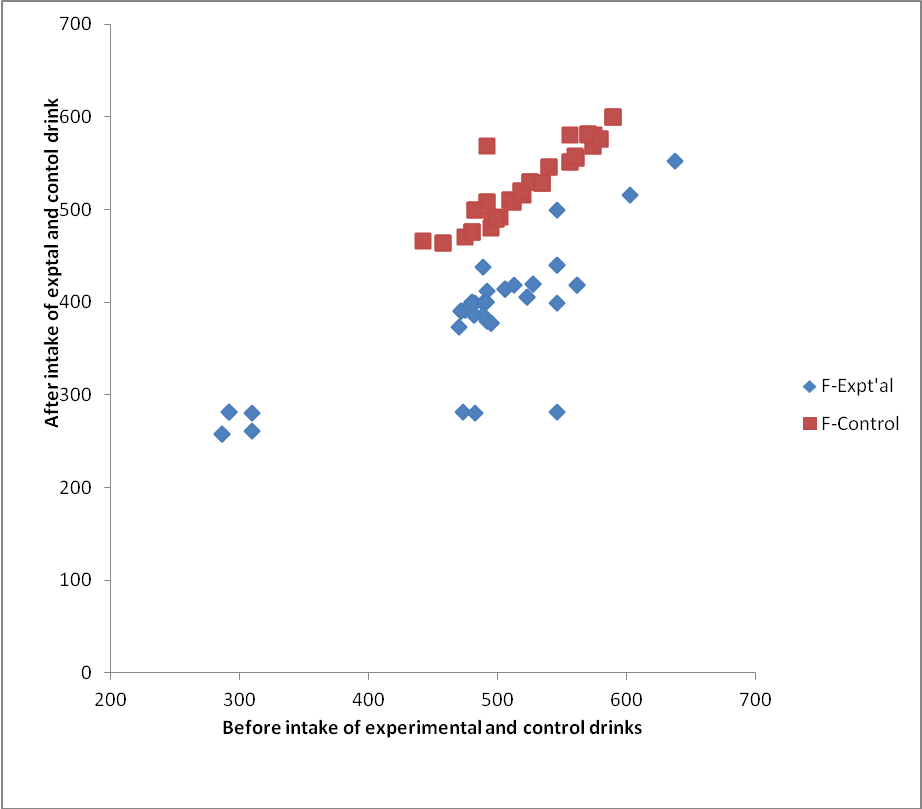 700
600
500
400
300
200
100
0
After intake of exptal and contol drink
200 300 400 500 600 700
Before intake of experimental and control drinks
F-Expt'al
F-Control